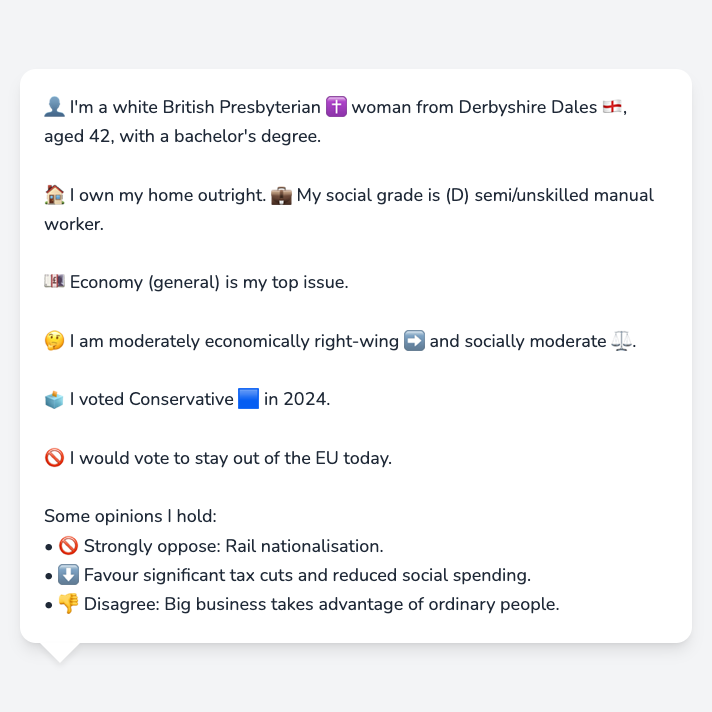 👤 I'm a white British Presbyterian ✝️ woman from Derbyshire Dales 🏴󠁧󠁢󠁥󠁮󠁧󠁿,
aged 42, with a bachelor's degree.
🏠 I own my home outright. 💼 My social grade is (D) semi/unskilled manual
worker.
💷 Economy (general) is my top issue.
🤔 I am moderately economically right-wing ➡️ and socially moderate ⚖️.
🗳️ I voted Conservative 🟦 in 2024.
🚫 I would vote to stay out of the EU today.
Some opinions I hold:
• 🚫 Strongly oppose: Rail nationalisation.
• ⬇️ Favour significant tax cuts and reduced social spending.
• 👎 Disagree: Big business takes advantage of ordinary people.